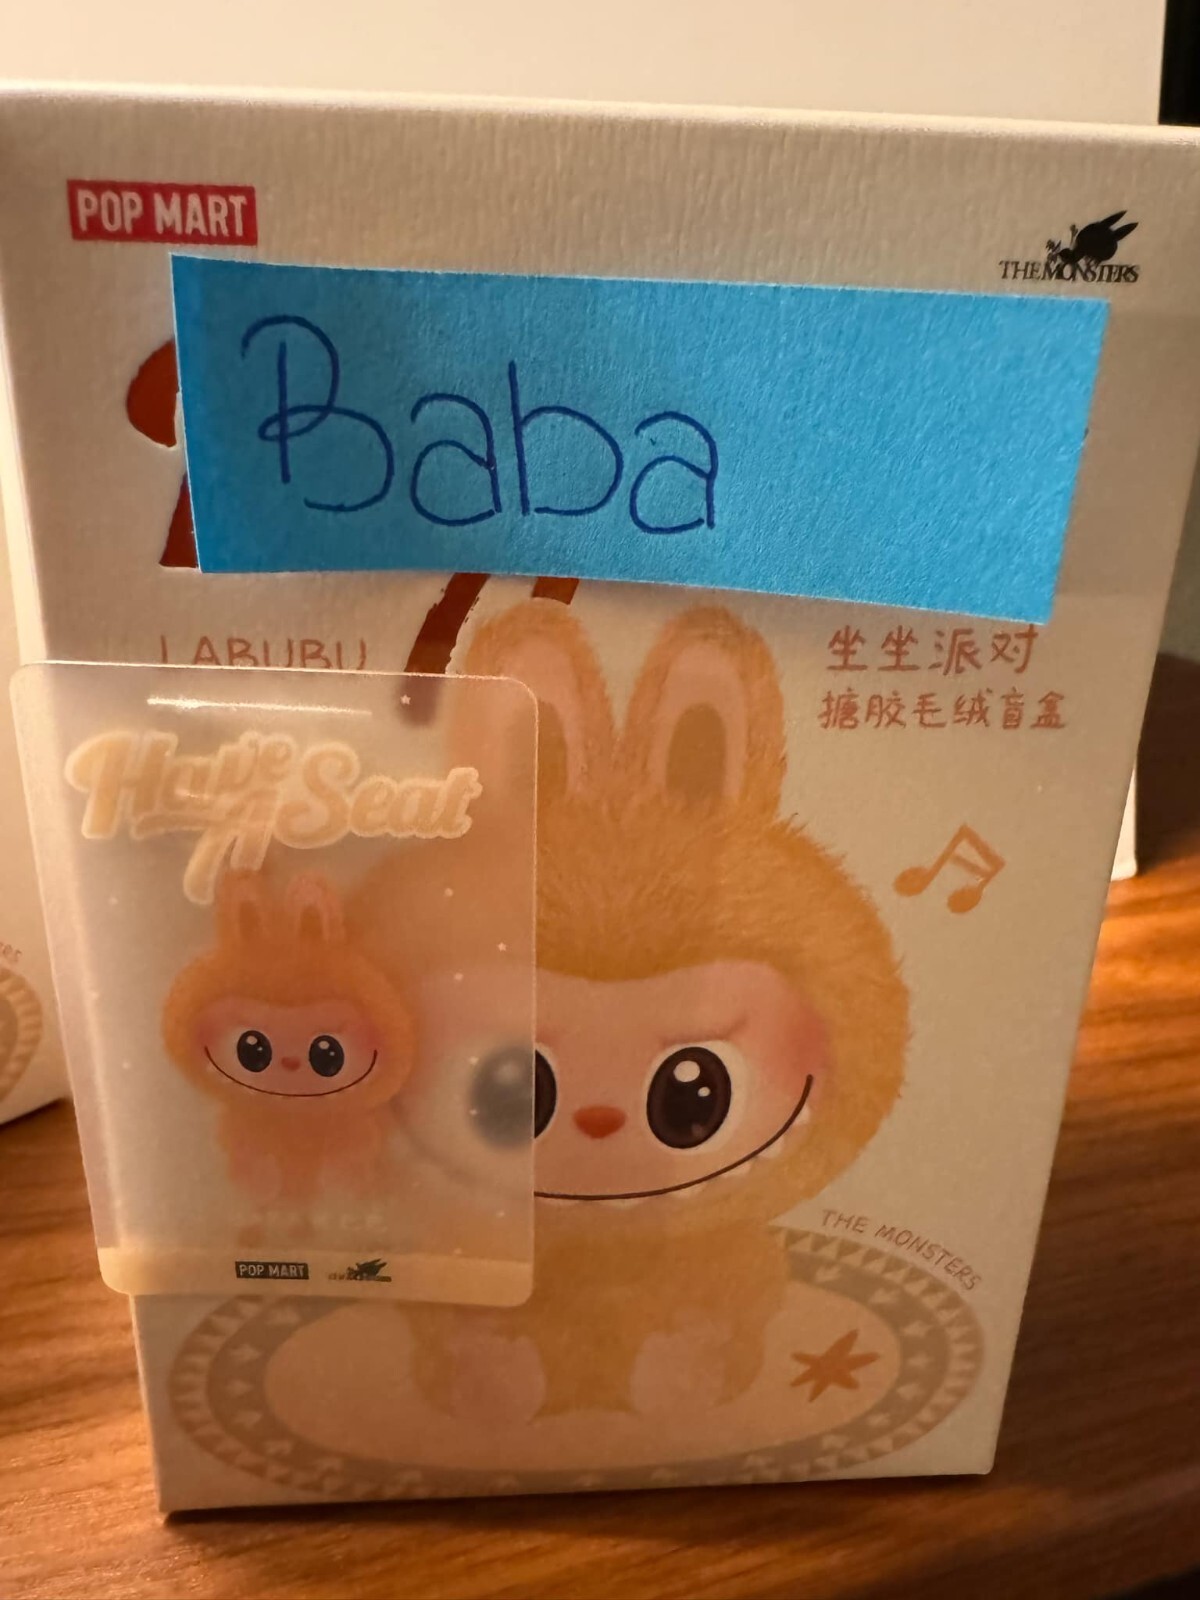 POP MART
THE MONSTERS
Baba
LABUBU
坐坐派对
搪胶毛绒盲盒
Have
A Seat
POP MART
THE MONSTERS